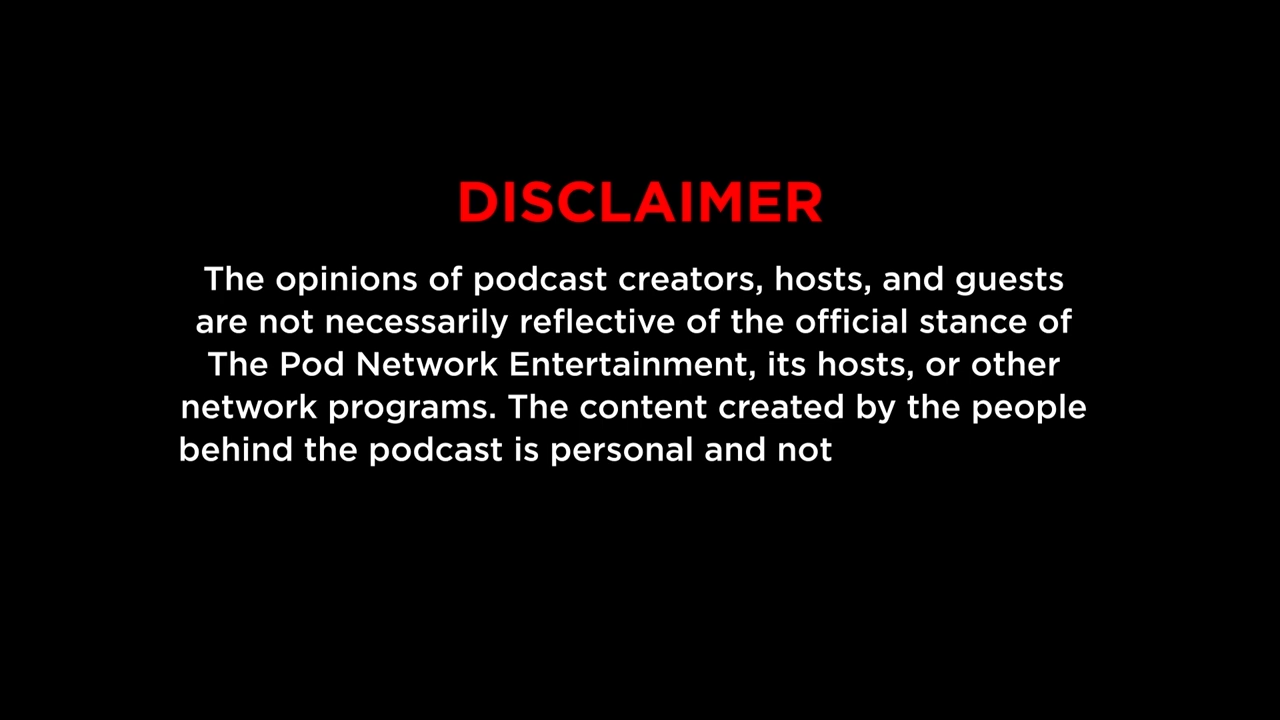 DISCLAIMER
The opinions of podcast creators, hosts, and guests
are not necessarily reflective of the official stance of
The Pod Network Entertainment, its hosts, or other
network programs. The content created by the people
behind the podcast is personal and not